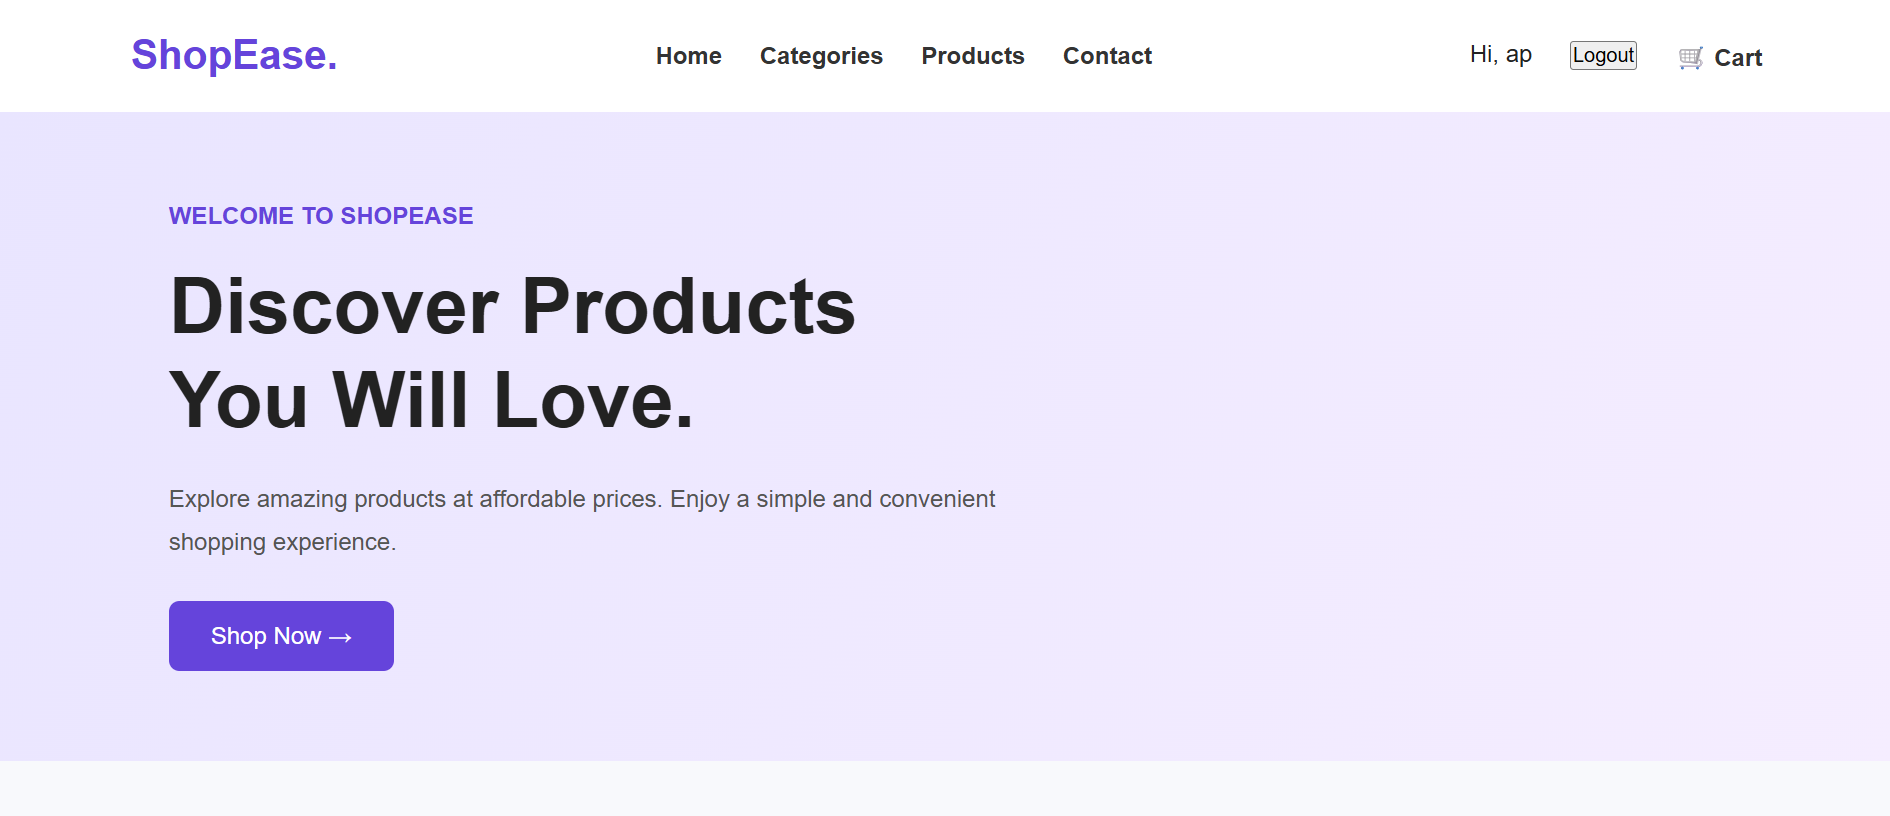 ShopEase.
Home Categories Products Contact
Hi, ap Logout 🛒 Cart
WELCOME TO SHOPEASE
Discover Products
You Will Love.
Explore amazing products at affordable prices. Enjoy a simple and convenient
shopping experience.
Shop Now →